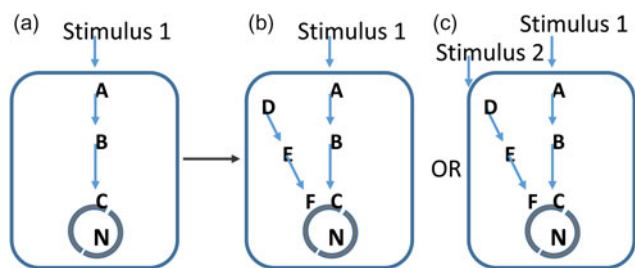 (a)
Stimulus 1
A
B
C
N
(b)
Stimulus 1
D
A
E
B
F C
N
OR
(c)
Stimulus 1
Stimulus 2
D
A
E
B
F C
N